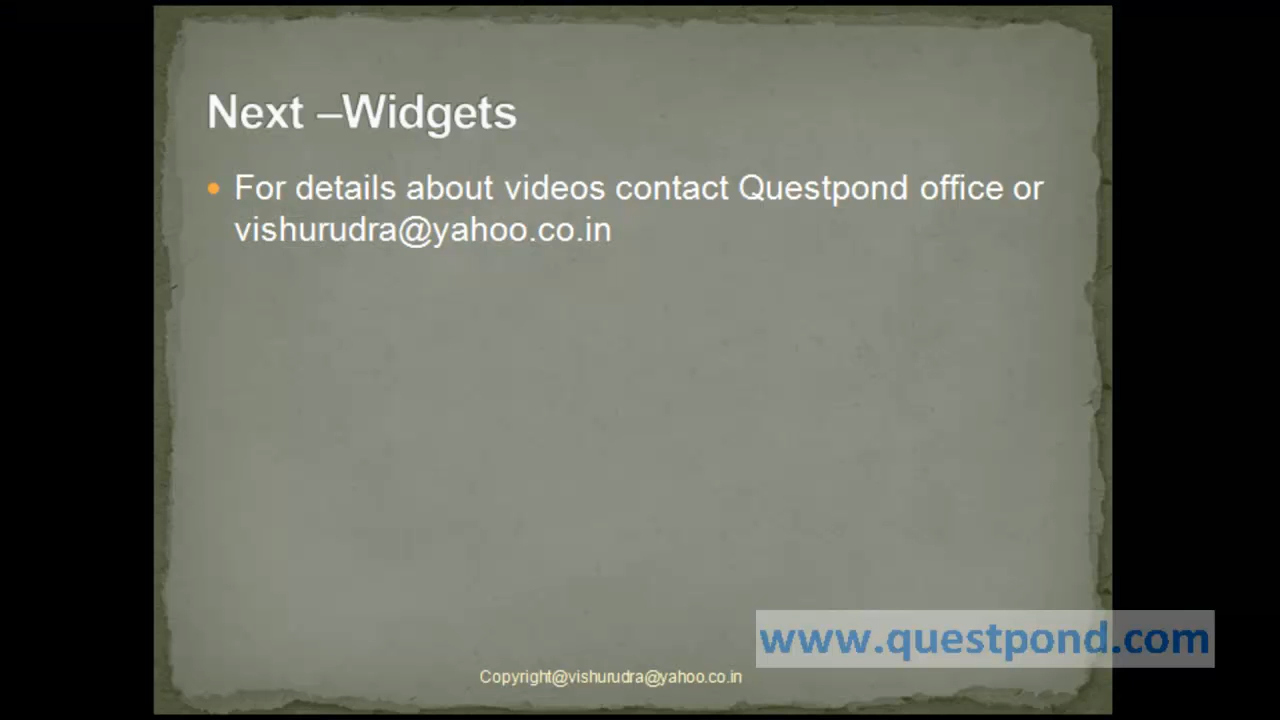 Next –Widgets
For details about videos contact Questpond office or
vishurudra@yahoo.co.in
www.questpond.com
Copyright@vishurudra@yahoo.co.in